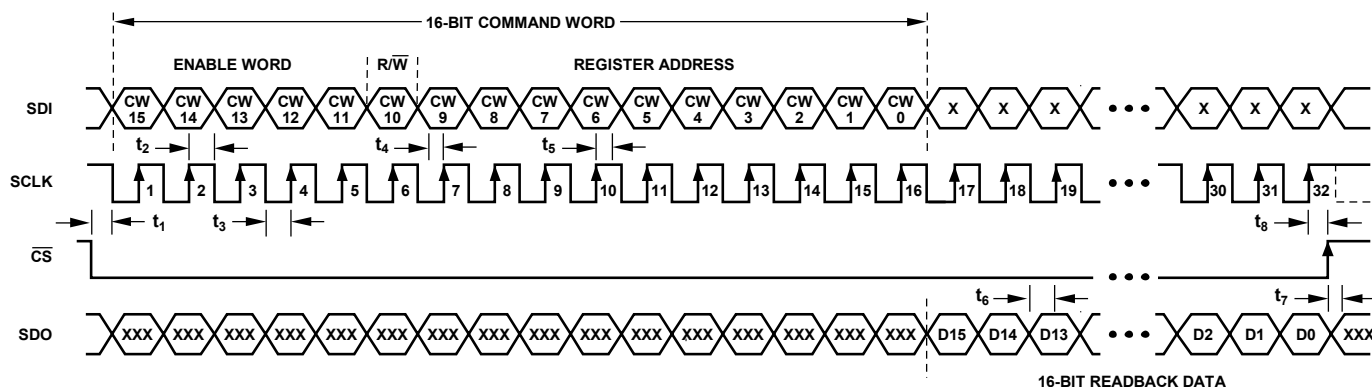 16-BIT COMMAND WORD
ENABLE WORD R/W̅ REGISTER ADDRESS
SDI CW 15 CW 14 CW 13 CW 12 CW 11 CW 10 CW 9 CW 8 CW 7 CW 6 CW 5 CW 4 CW 3 CW 2 CW 1 CW 0 X X X X X X
t2 t4 t5
SCLK 1 2 3 4 5 6 7 8 9 10 11 12 13 14 15 16 17 18 19 30 31 32
t1 t3 t8
C̅S̅
t6 t7
SDO XXX XXX XXX XXX XXX XXX XXX XXX XXX XXX XXX XXX XXX XXX XXX XXX D15 D14 D13 D2 D1 D0 XXX
16-BIT READBACK DATA